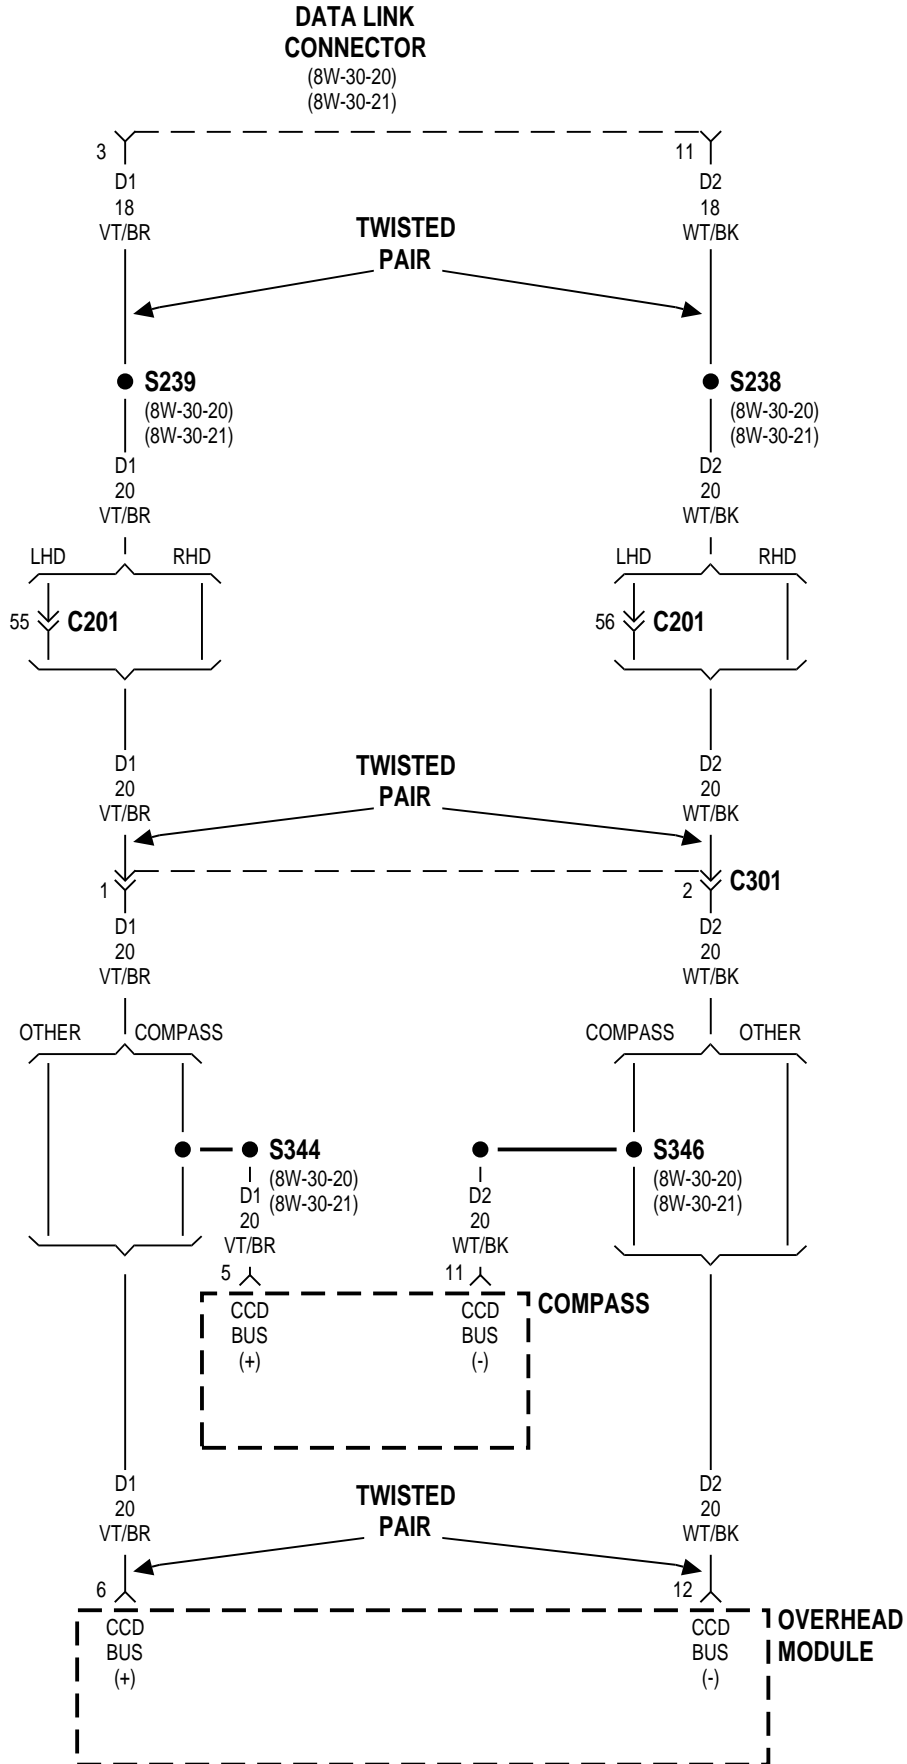 DATA LINK
CONNECTOR
(8W-30-20)
(8W-30-21)
3
11
D1
18
VT/BR
D2
18
WT/BK
TWISTED
PAIR
S239
(8W-30-20)
(8W-30-21)
S238
(8W-30-20)
(8W-30-21)
D1
20
VT/BR
D2
20
WT/BK
LHD RHD
LHD RHD
55 C201
56 C201
D1
20
VT/BR
TWISTED
PAIR
D2
20
WT/BK
1
2 C301
D1
20
VT/BR
D2
20
WT/BK
OTHER COMPASS
COMPASS OTHER
S344
(8W-30-20)
(8W-30-21)
S346
(8W-30-20)
(8W-30-21)
D1
20
VT/BR
D2
20
WT/BK
5
11
COMPASS
CCD
BUS
(+)
CCD
BUS
(-)
D1
20
VT/BR
TWISTED
PAIR
D2
20
WT/BK
6
12
CCD
BUS
(+)
CCD
BUS
(-)
OVERHEAD
MODULE